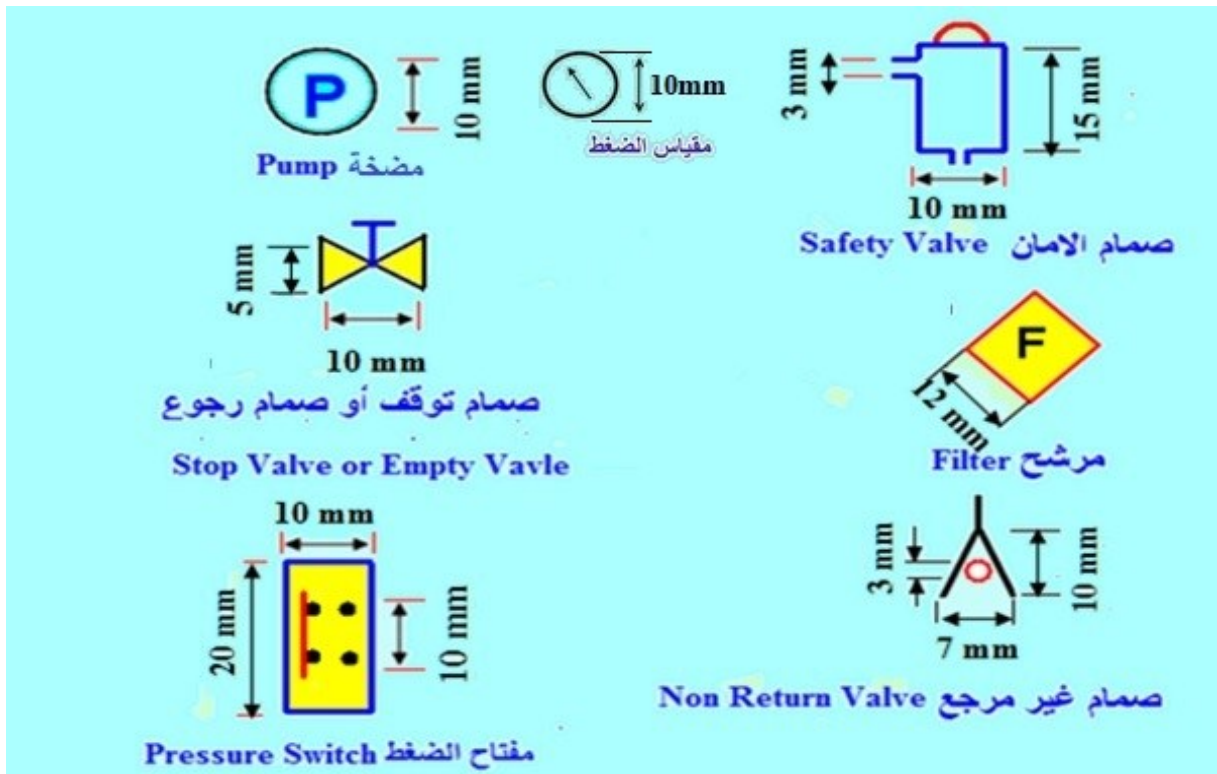 P
10 mm
مضخة Pump
10mm
مقياس الضغط
3 mm
15 mm
10 mm
صمام الامان Safety Valve
5 mm
10 mm
صمام توقف أو صمام رجوع
Stop Valve or Empty Vavle
F
12 mm
مرشح Filter
10 mm
20 mm
10 mm
مفتاح الضغط Pressure Switch
3 mm
10 mm
7 mm
صمام غير مرجع Non Return Valve